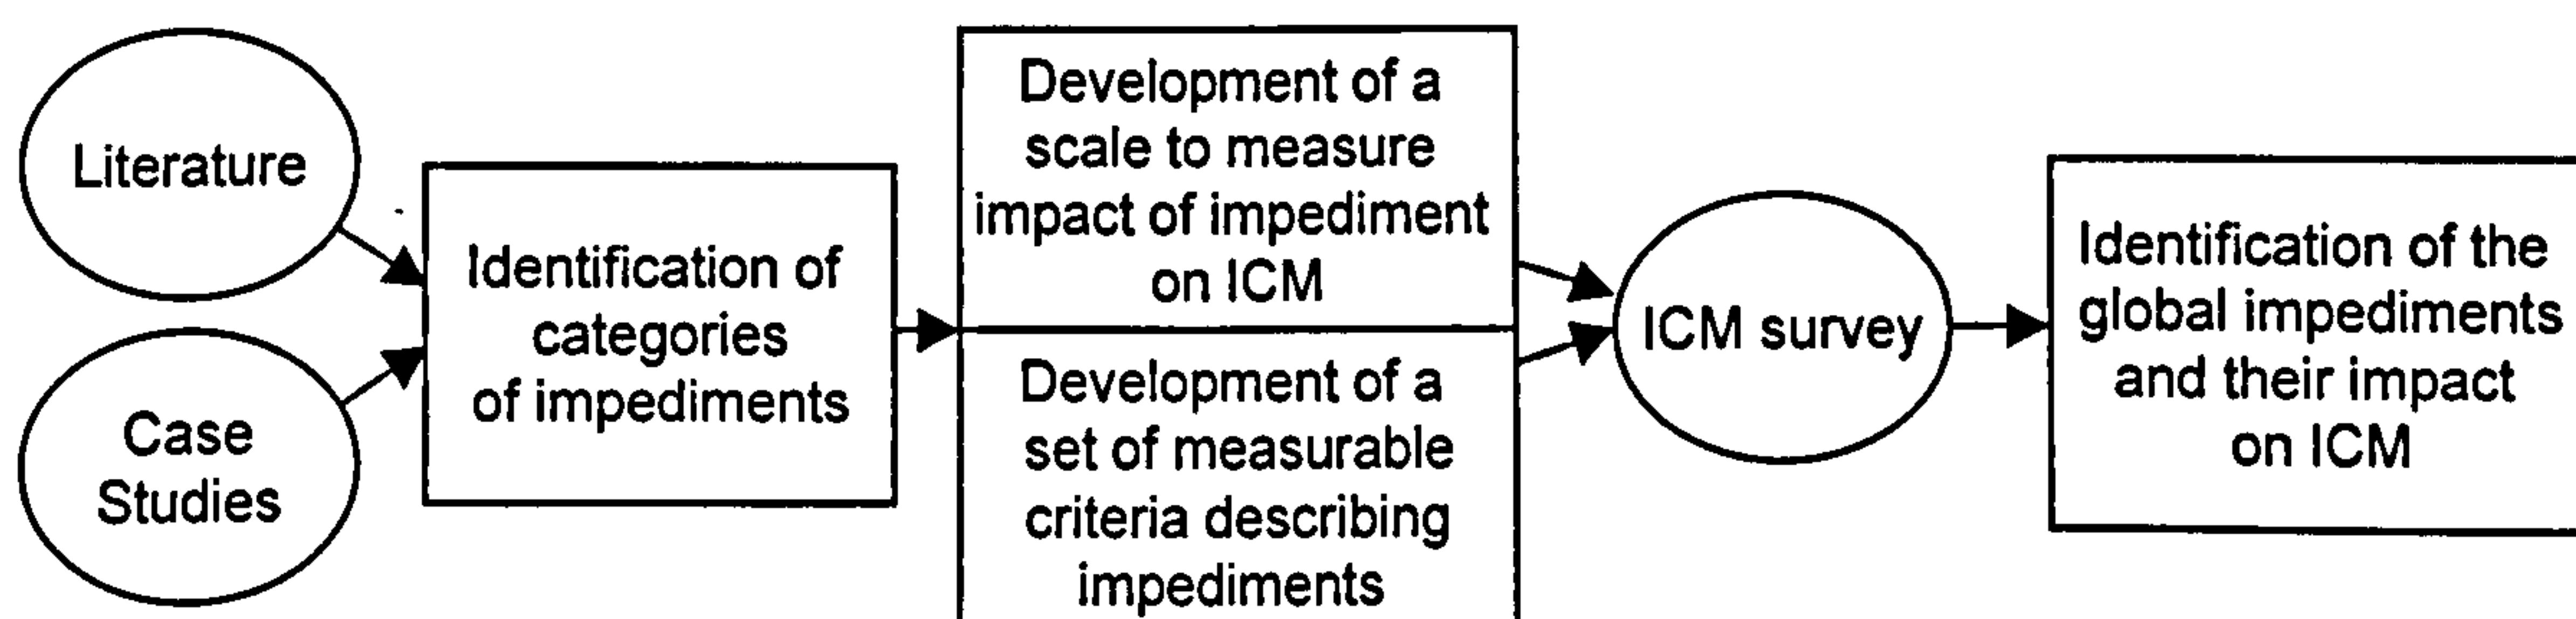 Literature
Case
Studies
Identification of
categories
of impediments
Development of a
scale to measure
impact of impediment
on ICM
Development of a
set of measurable
criteria describing
impediments
ICM survey
Identification of the
global impediments
and their impact
on ICM